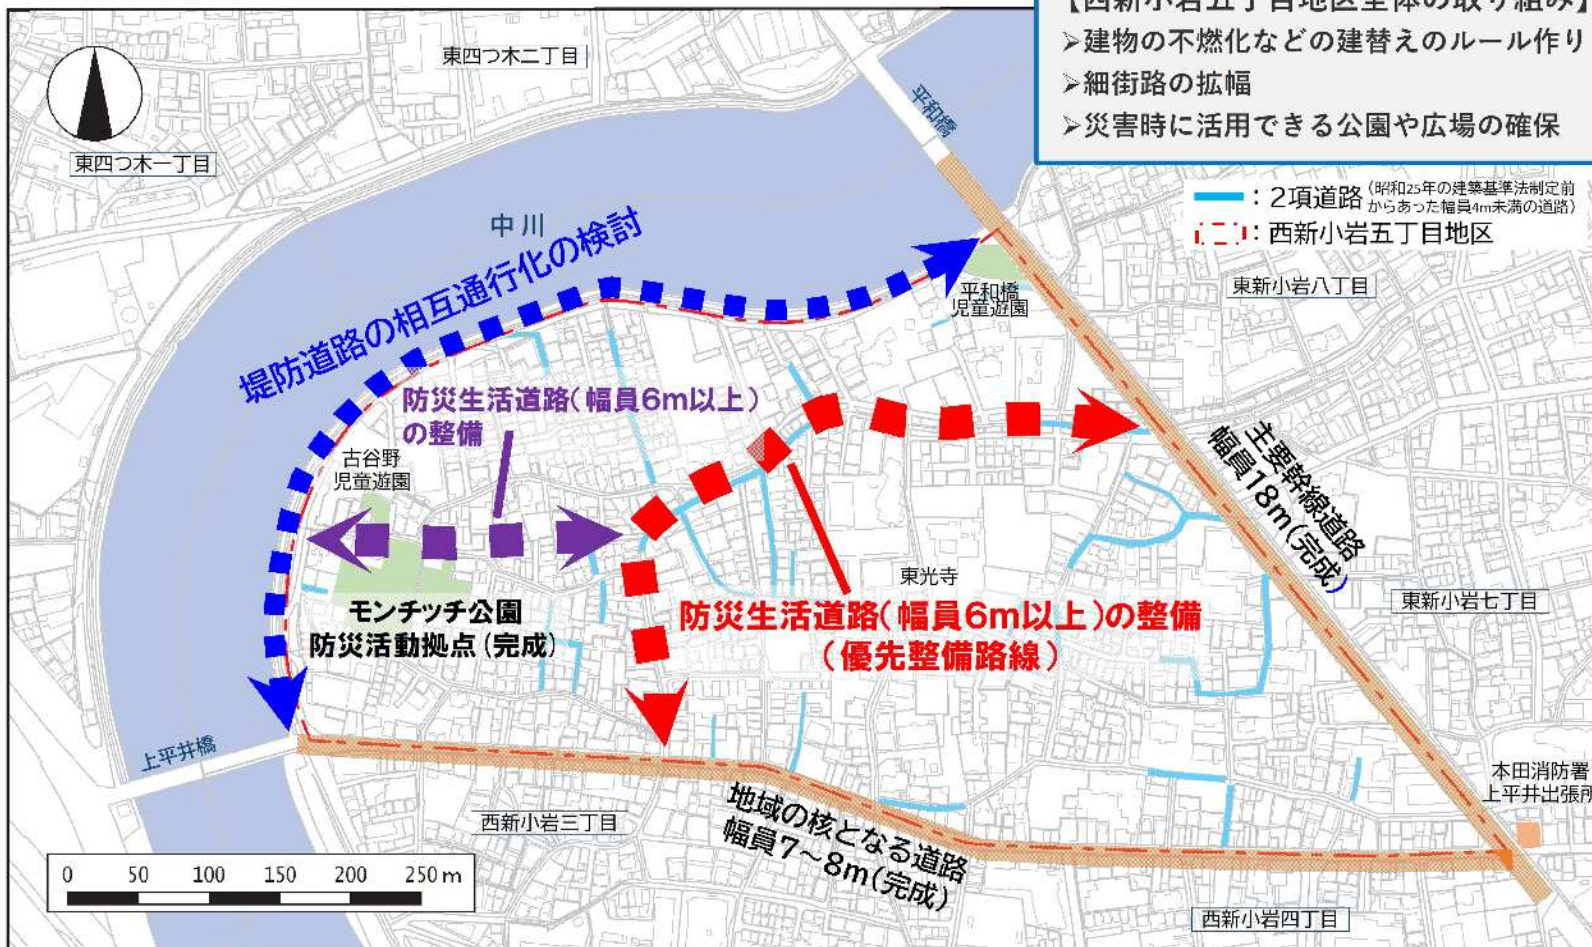 【西新小岩五丁目地区全体の取り組み】
➢建物の不燃化などの建替えのルール作り
➢細街路の拡幅
➢災害時に活用できる公園や広場の確保
東四つ木二丁目
平和橋
東四つ木一丁目
：2項道路（昭和25年の建築基準法制定前
からあった幅員4m未満の道路）
：西新小岩五丁目地区
中川
堤防道路の相互通行化の検討
東新小岩八丁目
平和橋
児童遊園
防災生活道路（幅員6m以上）
の整備
主要幹線道路
幅員18m（完成）
古谷野
児童遊園
東光寺
東新小岩七丁目
モンチッチ公園
防災活動拠点（完成）
防災生活道路（幅員6m以上）の整備
（優先整備路線）
上平井橋
本田消防署
上平井出張所
地域の核となる道路
幅員7～8m（完成）
西新小岩三丁目
0 50 100 150 200 250 m
西新小岩四丁目